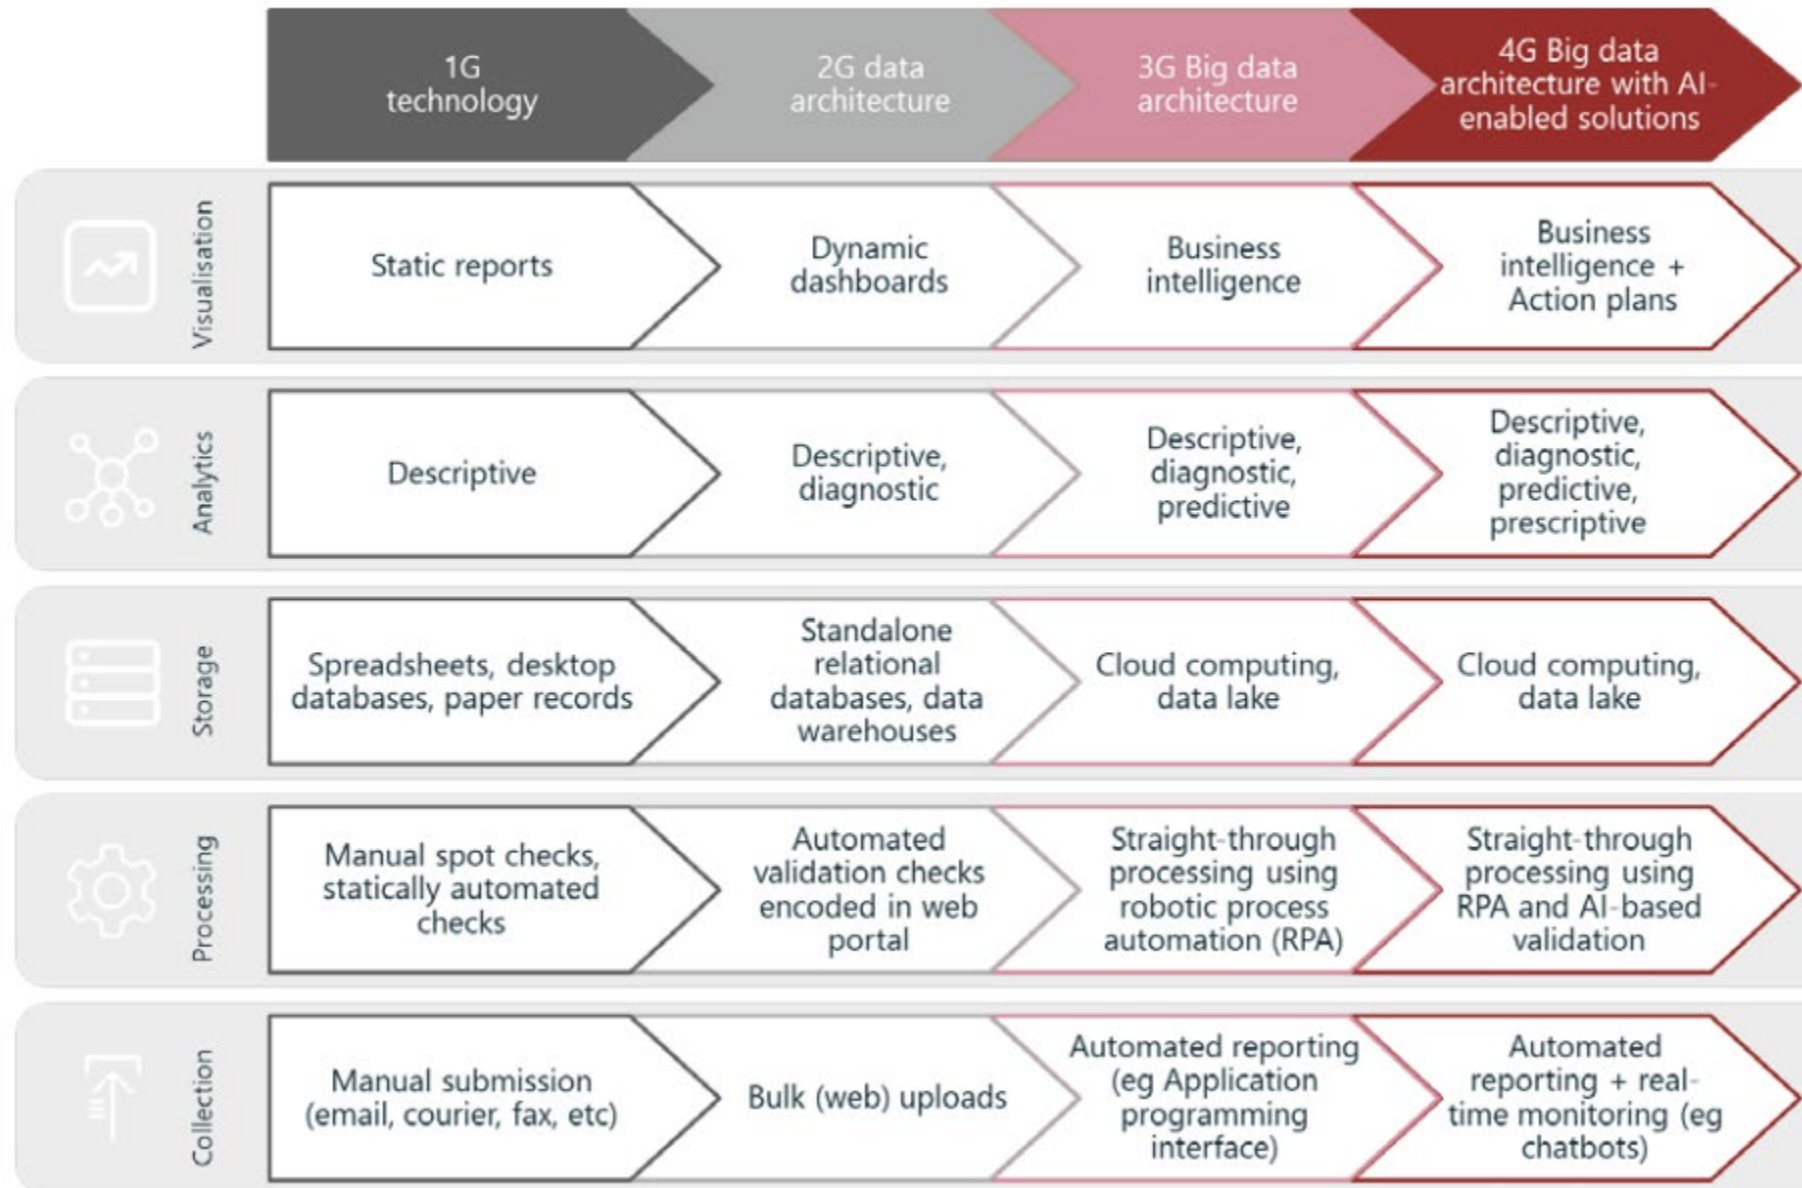 1G
technology
2G data
architecture
3G Big data
architecture
4G Big data
architecture with AI-
enabled solutions
Visualisation
Static reports
Dynamic
dashboards
Business
intelligence
Business
intelligence +
Action plans
Analytics
Descriptive
Descriptive,
diagnostic
Descriptive,
diagnostic,
predictive
Descriptive,
diagnostic,
predictive,
prescriptive
Storage
Spreadsheets, desktop
databases, paper records
Standalone
relational
databases, data
warehouses
Cloud computing,
data lake
Cloud computing,
data lake
Processing
Manual spot checks,
statically automated
checks
Automated
validation checks
encoded in web
portal
Straight-through
processing using
robotic process
automation (RPA)
Straight-through
processing using
RPA and AI-based
validation
Collection
Manual submission
(email, courier, fax, etc)
Bulk (web) uploads
Automated reporting
(eg Application
programming
interface)
Automated
reporting + real-
time monitoring (eg
chatbots)